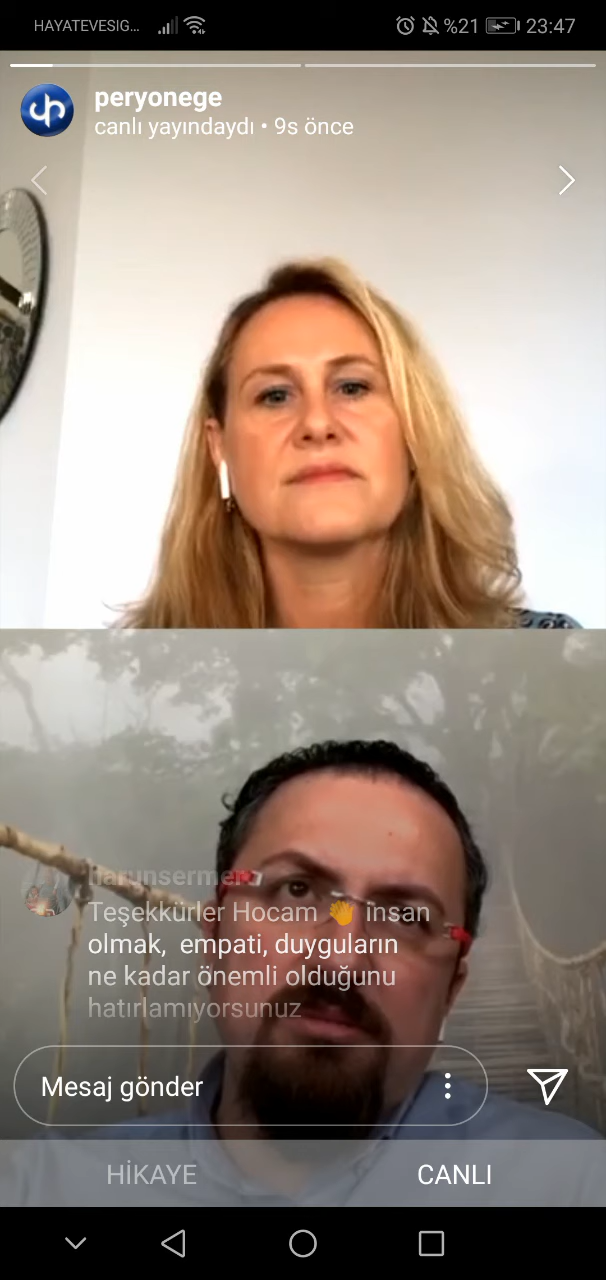 HAYATEVESIG...
%21
23:47
peryonege
canlı yayındaydı • 9s önce
harunsermer
Teşekkürler Hocam 👏 insan
olmak, empati, duyguların
ne kadar önemli olduğunu
hatırlamıyorsunuz
Mesaj gönder
HİKAYE
CANLI